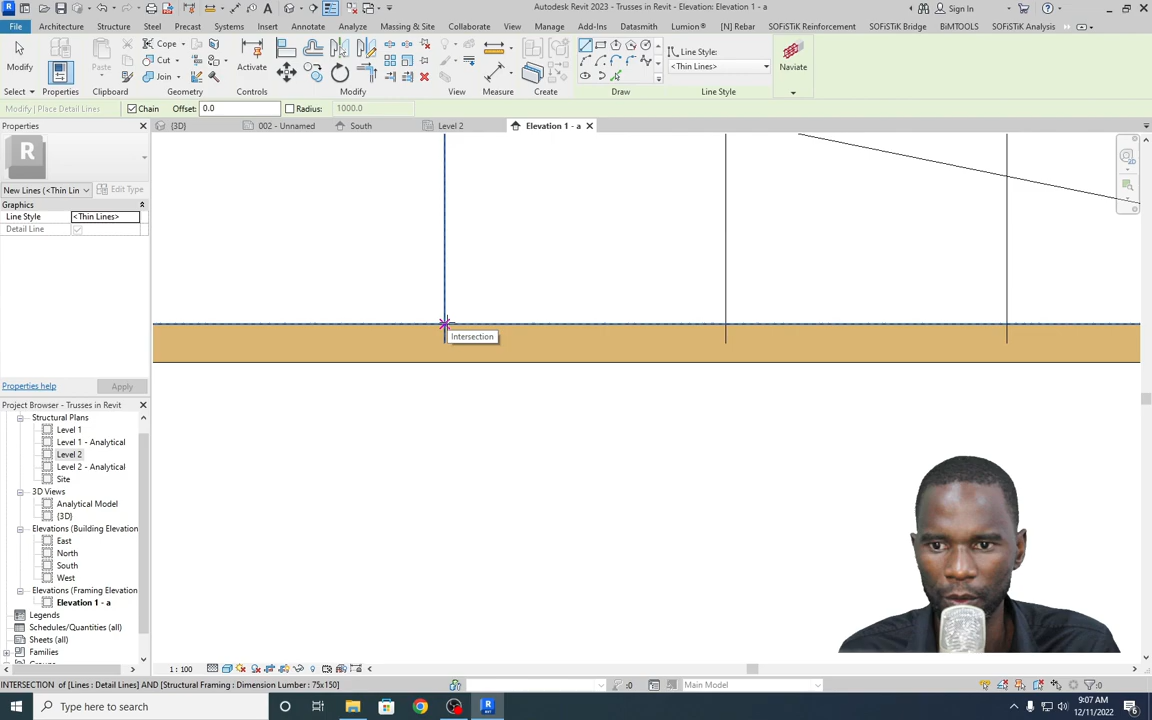 Autodesk Revit 2023 - Trusses in Revit - Elevation: Elevation 1 - a
Sign In
File Architecture Structure Steel Precast Systems Insert Annotate Analyze Massing & Site Collaborate View Manage Add-Ins Datasmith Lumion® [N] Rebar SOFiSTiK Reinforcement SOFiSTiK Bridge BiMTOOLS SOFiSTiK Analysis Modify
Modify Paste Cope Cut Join Activate Line Style: Naviate
<Thin Lines>
Select Properties Clipboard Geometry Controls Modify View Measure Create Draw Line Style
Modify | Place Detail Lines Chain Offset: 0.0 Radius: 1000.0
Properties {3D} 002 - Unnamed South Level 2 Elevation 1 - a
New Lines (<Thin Lin Edit Type
Graphics
Line Style <Thin Lines>
Detail Line
Intersection
Properties help Apply
Project Browser - Trusses in Revit
Structural Plans
Level 1
Level 1 - Analytical
Level 2
Level 2 - Analytical
Site
3D Views
Analytical Model
{3D}
Elevations (Building Elevation
East
North
South
West
Elevations (Framing Elevation
Elevation 1 - a
Legends
Schedules/Quantities (all)
Sheets (all)
Families
1 : 100
INTERSECTION of [Lines : Detail Lines] AND [Structural Framing : Dimension Lumber : 75x150] :0 Main Model :0
Type here to search
9:07 AM
12/11/2022